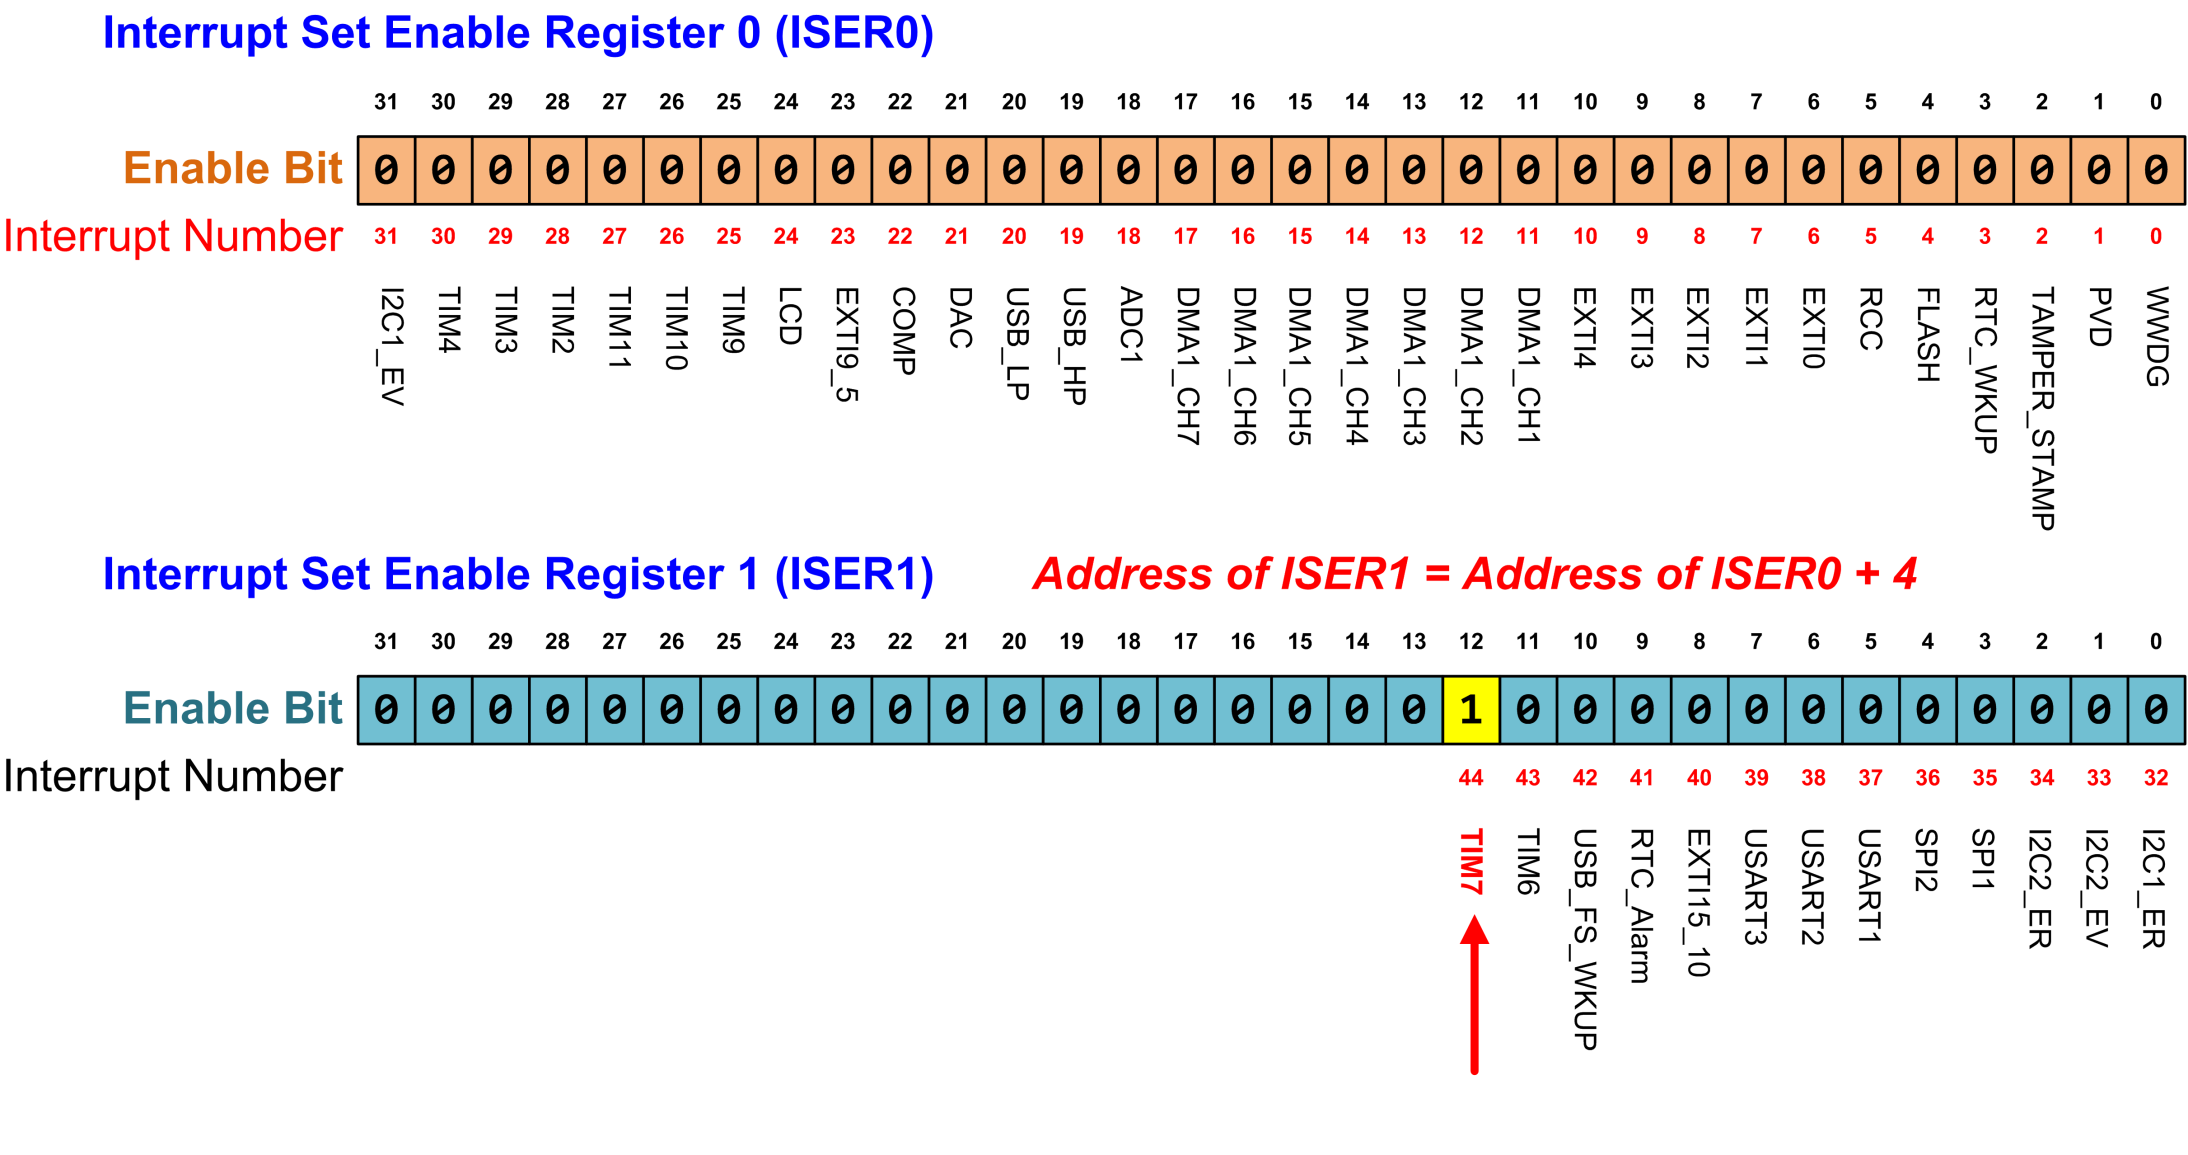 Interrupt Set Enable Register 0 (ISER0)
31 30 29 28 27 26 25 24 23 22 21 20 19 18 17 16 15 14 13 12 11 10 9 8 7 6 5 4 3 2 1 0
Enable Bit 0 0 0 0 0 0 0 0 0 0 0 0 0 0 0 0 0 0 0 0 0 0 0 0 0 0 0 0 0 0 0 0
Interrupt Number 31 30 29 28 27 26 25 24 23 22 21 20 19 18 17 16 15 14 13 12 11 10 9 8 7 6 5 4 3 2 1 0
I2C1_EV
TIM4
TIM3
TIM2
TIM11
TIM10
TIM9
LCD
EXTI9_5
COMP
DAC
USB_LP
USB_HP
ADC1
DMA1_CH7
DMA1_CH6
DMA1_CH5
DMA1_CH4
DMA1_CH3
DMA1_CH2
DMA1_CH1
EXTI4
EXTI3
EXTI2
EXTI1
EXTI0
RCC
FLASH
RTC_WKUP
TAMPER_STAMP
PVD
WWDG
Interrupt Set Enable Register 1 (ISER1) Address of ISER1 = Address of ISER0 + 4
31 30 29 28 27 26 25 24 23 22 21 20 19 18 17 16 15 14 13 12 11 10 9 8 7 6 5 4 3 2 1 0
Enable Bit 0 0 0 0 0 0 0 0 0 0 0 0 0 0 0 0 0 0 0 1 0 0 0 0 0 0 0 0 0 0 0 0
Interrupt Number 44 43 42 41 40 39 38 37 36 35 34 33 32
TIM7
TIM6
USB_FS_WKUP
RTC_Alarm
EXTI15_10
USART3
USART2
USART1
SPI2
SPI1
I2C2_ER
I2C2_EV
I2C1_ER